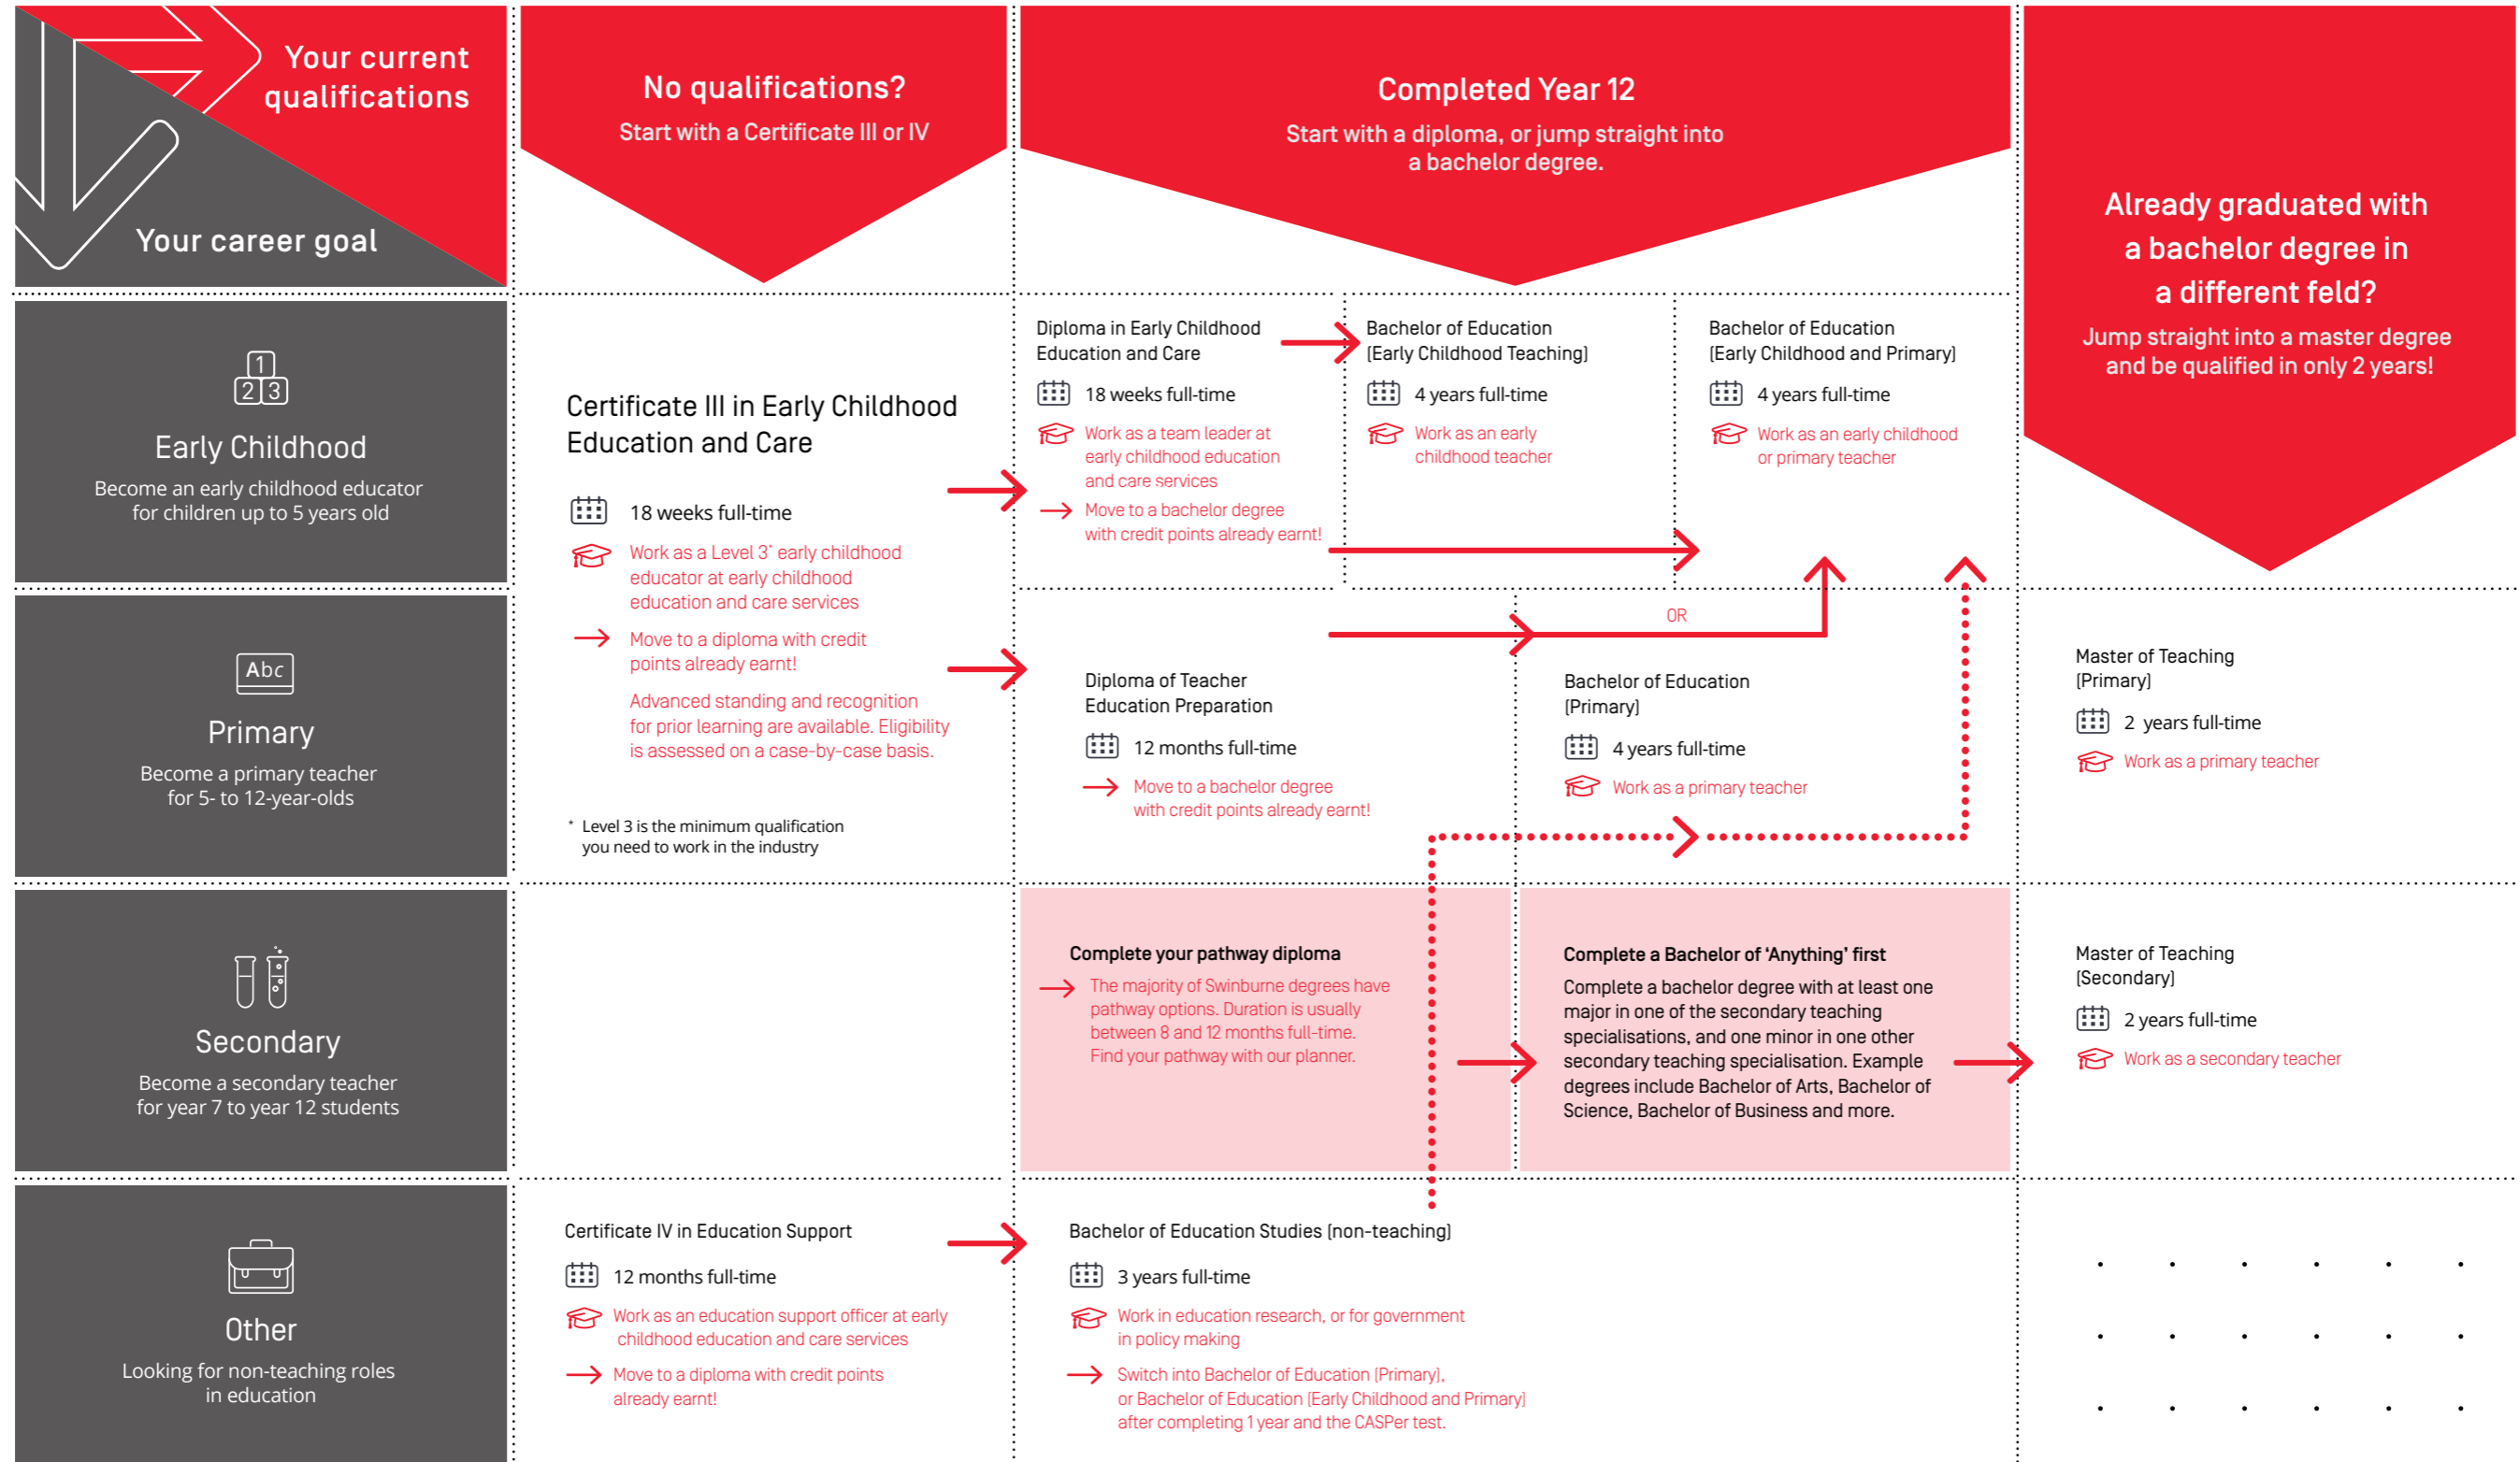 Your current
qualifications
Your career goal
No qualifications?
Start with a Certificate III or IV
Completed Year 12
Start with a diploma, or jump straight into
a bachelor degree.
Already graduated with
a bachelor degree in
a different feld?
Jump straight into a master degree
and be qualified in only 2 years!
1
2 3
Early Childhood
Become an early childhood educator
for children up to 5 years old
Certificate III in Early Childhood
Education and Care
18 weeks full-time
Work as a Level 3* early childhood
educator at early childhood
education and care services
Move to a diploma with credit
points already earnt!
Advanced standing and recognition
for prior learning are available. Eligibility
is assessed on a case-by-case basis.
* Level 3 is the minimum qualification
you need to work in the industry
Diploma in Early Childhood
Education and Care
18 weeks full-time
Work as a team leader at
early childhood education
and care services
Move to a bachelor degree
with credit points already earnt!
Bachelor of Education
(Early Childhood Teaching)
4 years full-time
Work as an early
childhood teacher
Bachelor of Education
(Early Childhood and Primary)
4 years full-time
Work as an early childhood
or primary teacher
Abc
Primary
Become a primary teacher
for 5- to 12-year-olds
OR
Diploma of Teacher
Education Preparation
12 months full-time
Move to a bachelor degree
with credit points already earnt!
Bachelor of Education
(Primary)
4 years full-time
Work as a primary teacher
Master of Teaching
(Primary)
2 years full-time
Work as a primary teacher
Secondary
Become a secondary teacher
for year 7 to year 12 students
Complete your pathway diploma
The majority of Swinburne degrees have
pathway options. Duration is usually
between 8 and 12 months full-time.
Find your pathway with our planner.
Complete a Bachelor of ‘Anything’ first
Complete a bachelor degree with at least one
major in one of the secondary teaching
specialisations, and one minor in one other
secondary teaching specialisation. Example
degrees include Bachelor of Arts, Bachelor of
Science, Bachelor of Business and more.
Master of Teaching
(Secondary)
2 years full-time
Work as a secondary teacher
Other
Looking for non-teaching roles
in education
Certificate IV in Education Support
12 months full-time
Work as an education support officer at early
childhood education and care services
Move to a diploma with credit points
already earnt!
Bachelor of Education Studies (non-teaching)
3 years full-time
Work in education research, or for government
in policy making
Switch into Bachelor of Education (Primary),
or Bachelor of Education (Early Childhood and Primary)
after completing 1 year and the CASPer test.